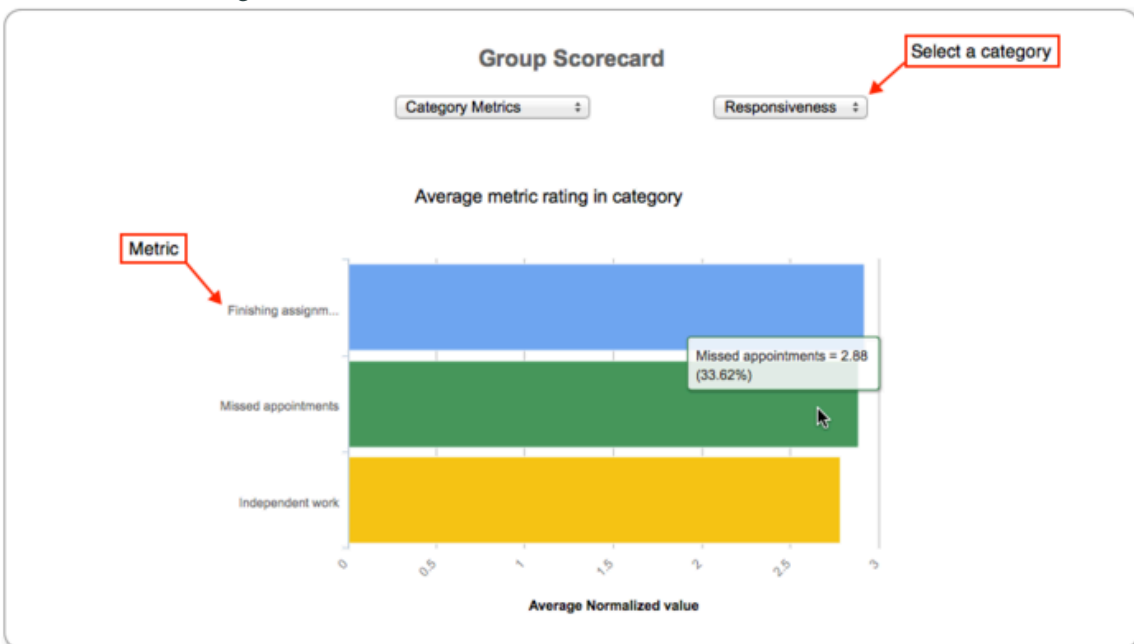 Group Scorecard
Select a category
Category Metrics
Responsiveness
Average metric rating in category
Metric
Finishing assignm...
Missed appointments = 2.88
(33.62%)
Missed appointments
Independent work
0
0.5
1
1.5
2
2.5
3
Average Normalized value